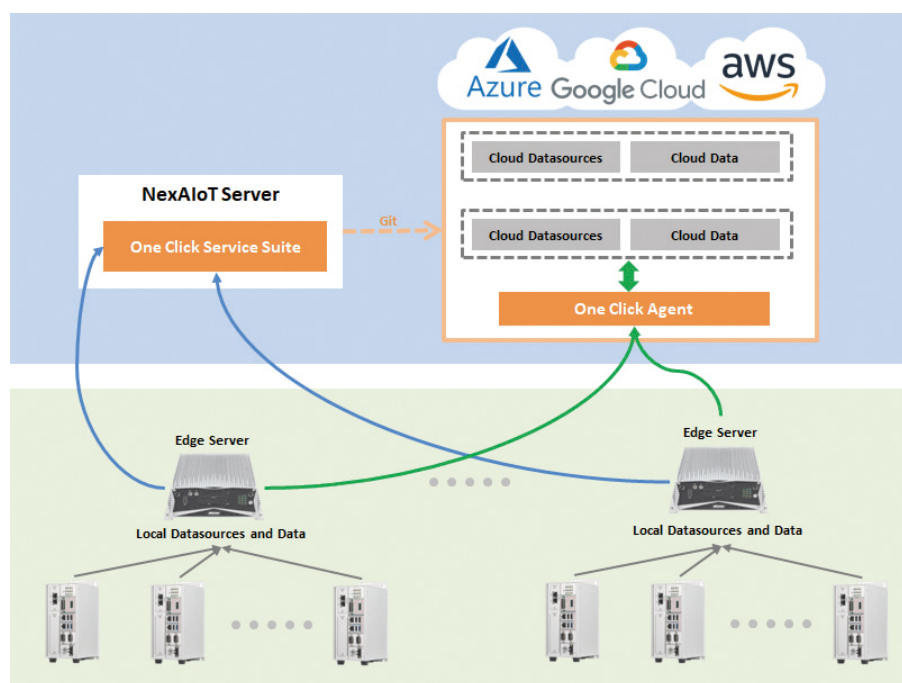 Azure
Google Cloud
aws
Cloud Datasources
Cloud Data
NexAIoT Server
One Click Service Suite
Git
Cloud Datasources
Cloud Data
One Click Agent
Edge Server
Edge Server
Local Datasources and Data
Local Datasources and Data